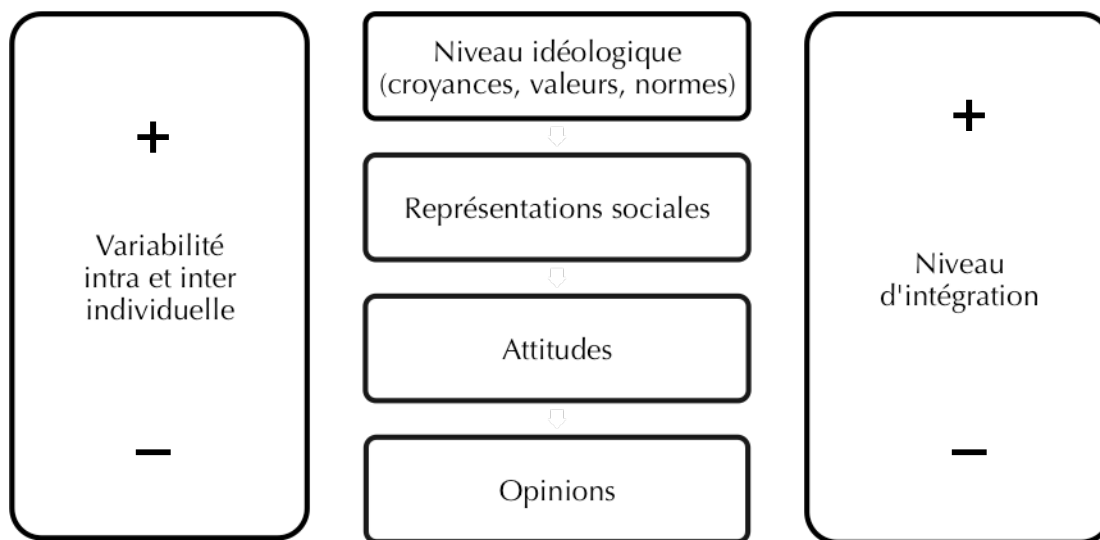 +
Variabilité
intra et inter
individuelle
−
Niveau idéologique
(croyances, valeurs, normes)
Représentations sociales
Attitudes
Opinions
+
Niveau
d'intégration
−